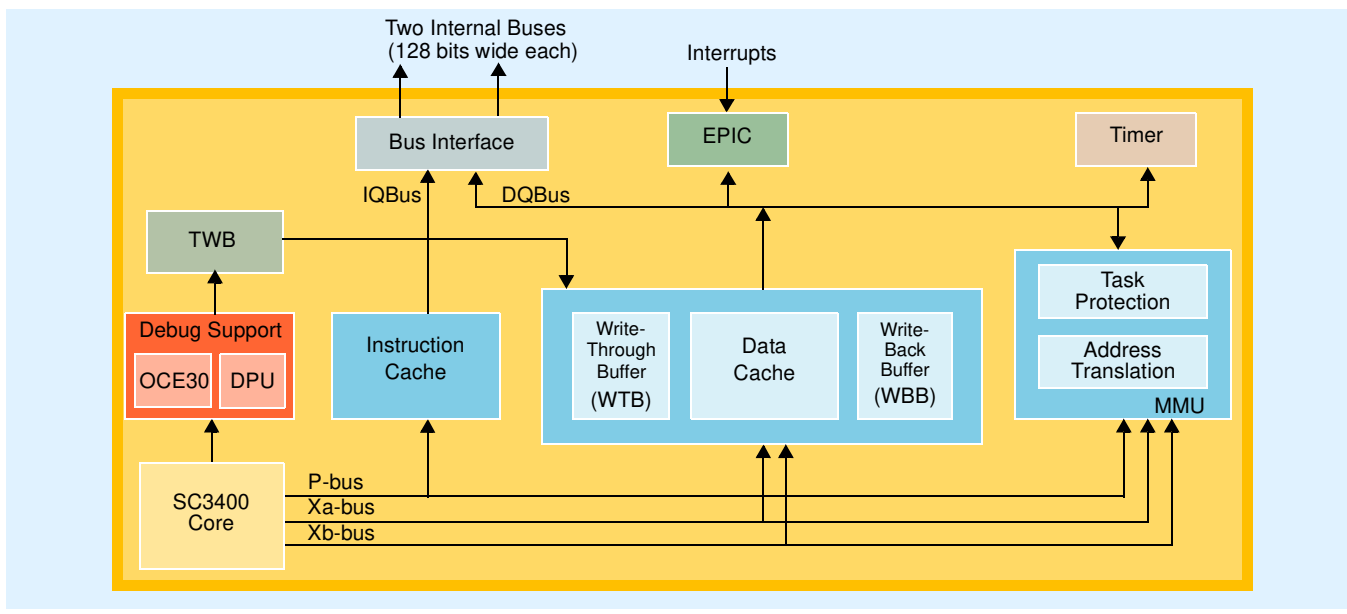 Two Internal Buses
(128 bits wide each)
Interrupts
Bus Interface
EPIC
Timer
IQBus
DQBus
TWB
Debug Support
OCE30
DPU
Instruction
Cache
Write-
Through
Buffer
(WTB)
Data
Cache
Write-
Back
Buffer
(WBB)
Task
Protection
Address
Translation
MMU
SC3400
Core
P-bus
Xa-bus
Xb-bus